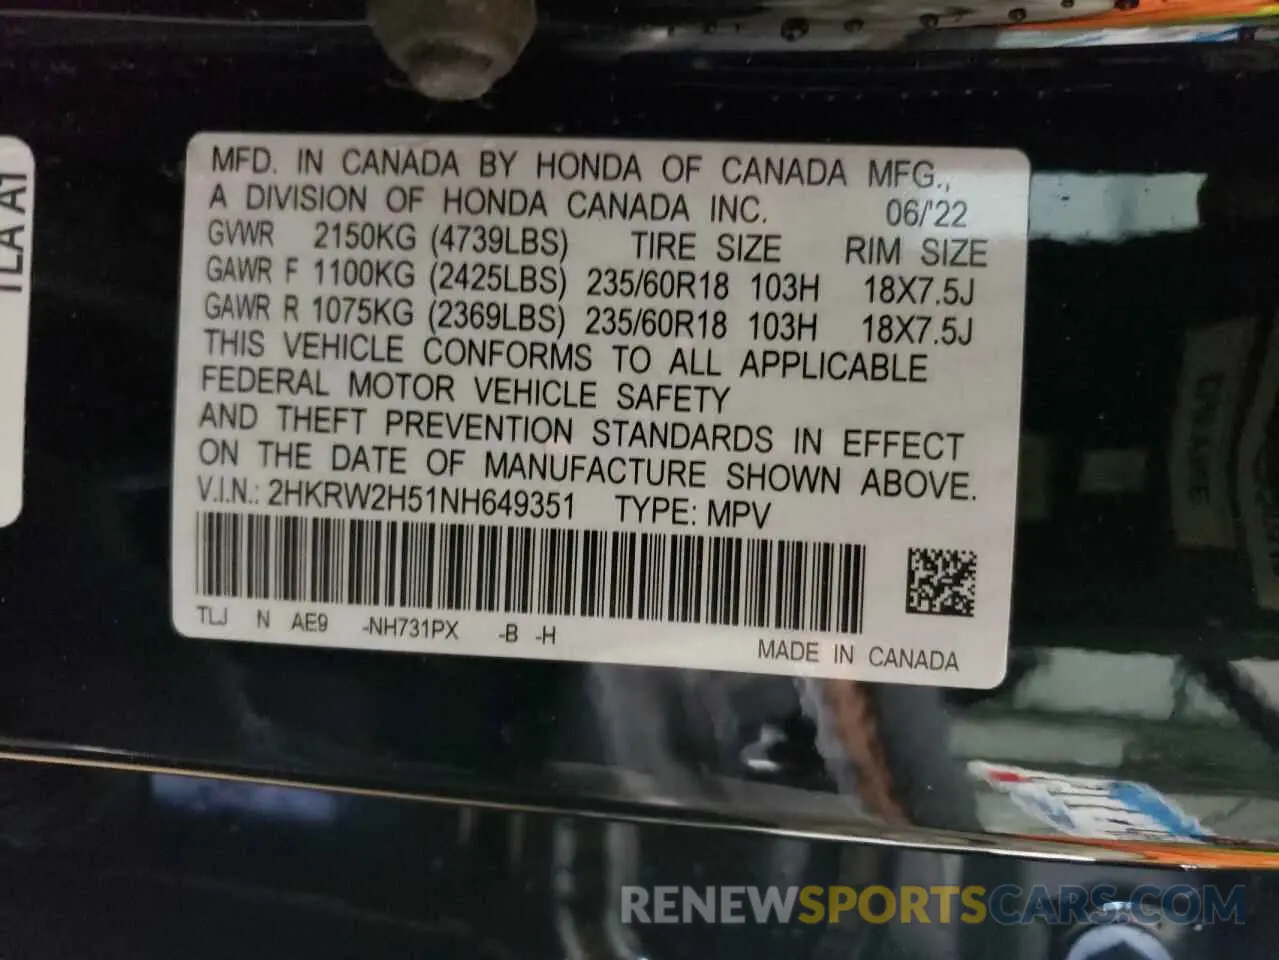 MFD. IN CANADA BY HONDA OF CANADA MFG.,
A DIVISION OF HONDA CANADA INC. 06/'22
GVWR 2150KG (4739LBS) TIRE SIZE RIM SIZE
GAWR F 1100KG (2425LBS) 235/60R18 103H 18X7.5J
GAWR R 1075KG (2369LBS) 235/60R18 103H 18X7.5J
THIS VEHICLE CONFORMS TO ALL APPLICABLE
FEDERAL MOTOR VEHICLE SAFETY
AND THEFT PREVENTION STANDARDS IN EFFECT
ON THE DATE OF MANUFACTURE SHOWN ABOVE.
V.I.N.: 2HKRW2H51NH649351 TYPE: MPV
TLJ N AE9 -NH731PX -B -H
MADE IN CANADA
TLA A1
RENEWSPORTSCARS.COM